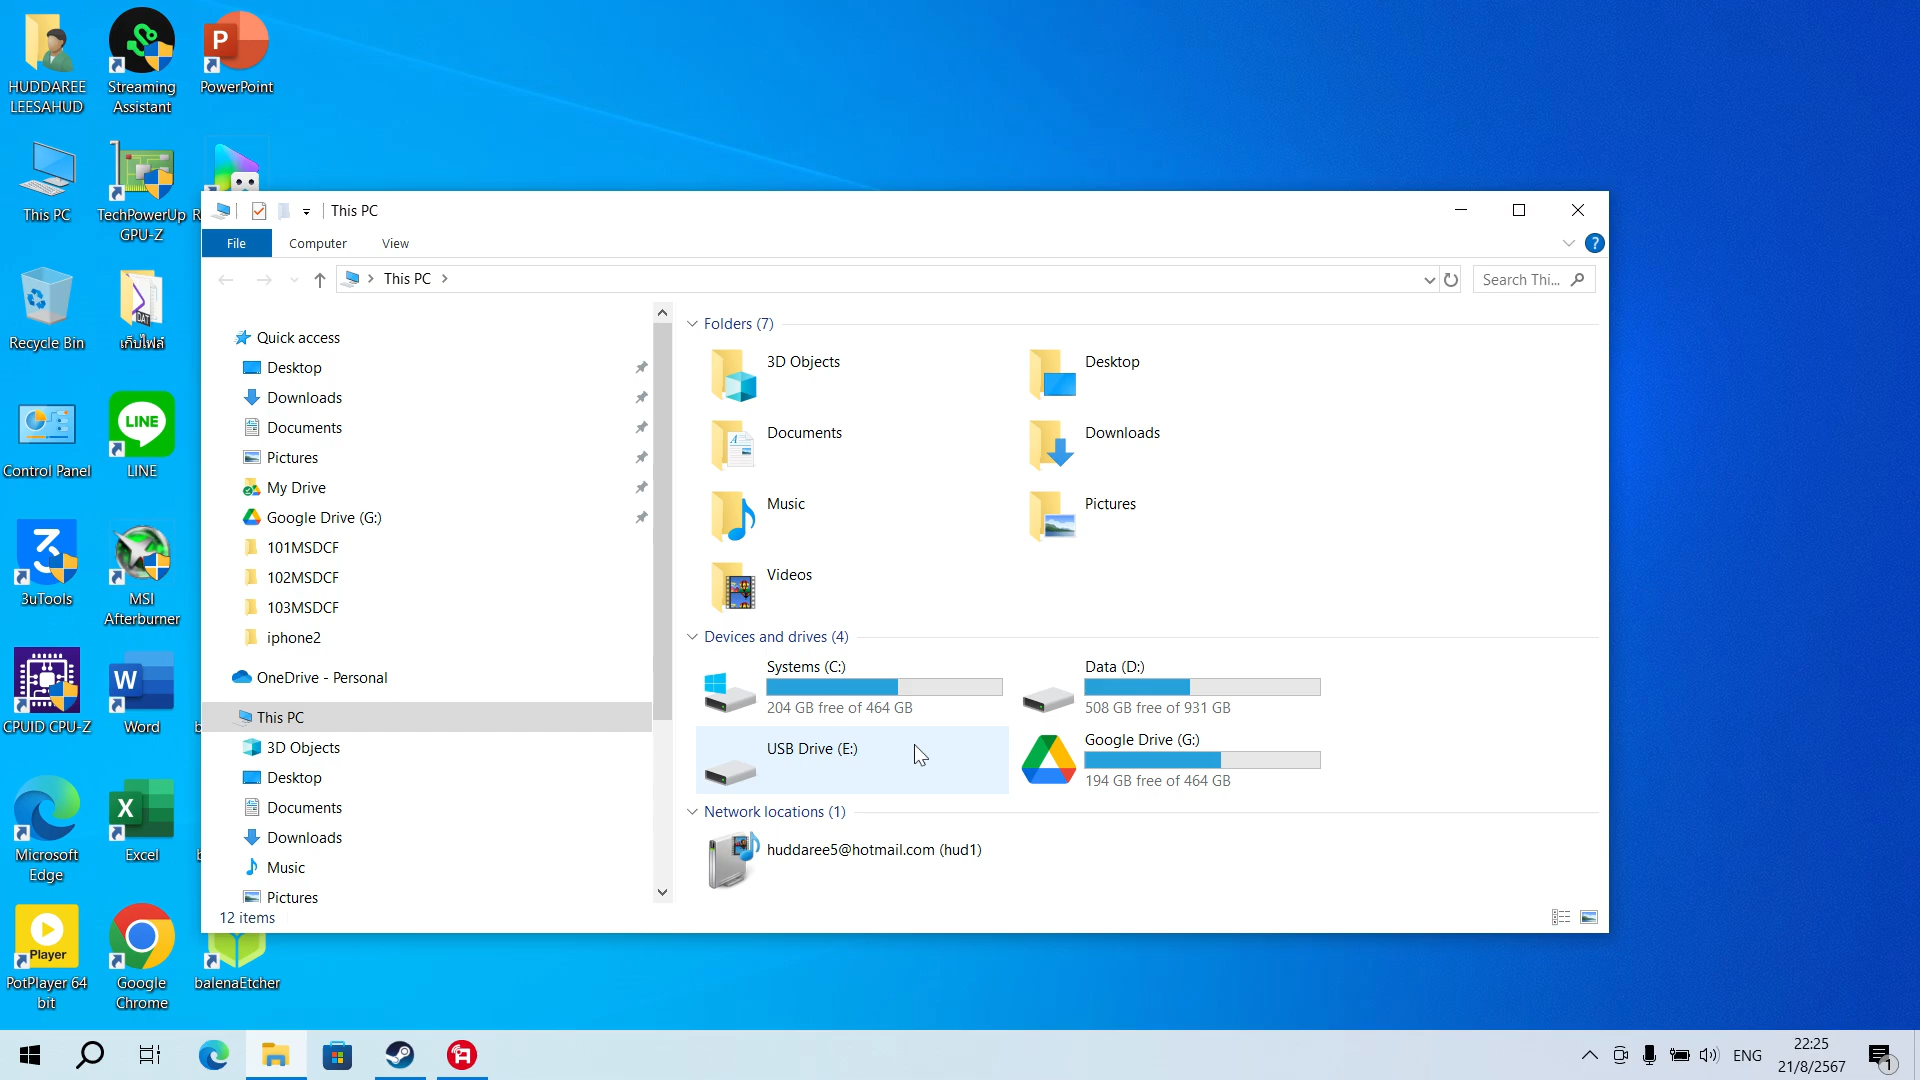 HUDDAREE
LEESAHUD
Streaming
Assistant
PowerPoint
This PC
TechPowerUp
GPU-Z
Recycle Bin
เก็บไฟล์
Control Panel
LINE
3uTools
MSI
Afterburner
CPUID CPU-Z
Word
Microsoft
Edge
Excel
PotPlayer 64
bit
Google
Chrome
balenaEtcher
This PC
File
Computer
View
This PC
Search Thi...
Quick access
Desktop
Downloads
Documents
Pictures
My Drive
Google Drive (G:)
101MSDCF
102MSDCF
103MSDCF
iphone2
OneDrive - Personal
This PC
3D Objects
Desktop
Documents
Downloads
Music
Pictures
Folders (7)
3D Objects
Desktop
Documents
Downloads
Music
Pictures
Videos
Devices and drives (4)
Systems (C:)
204 GB free of 464 GB
Data (D:)
508 GB free of 931 GB
USB Drive (E:)
Google Drive (G:)
194 GB free of 464 GB
Network locations (1)
huddaree5@hotmail.com (hud1)
12 items
ENG
22:25
21/8/2567
1